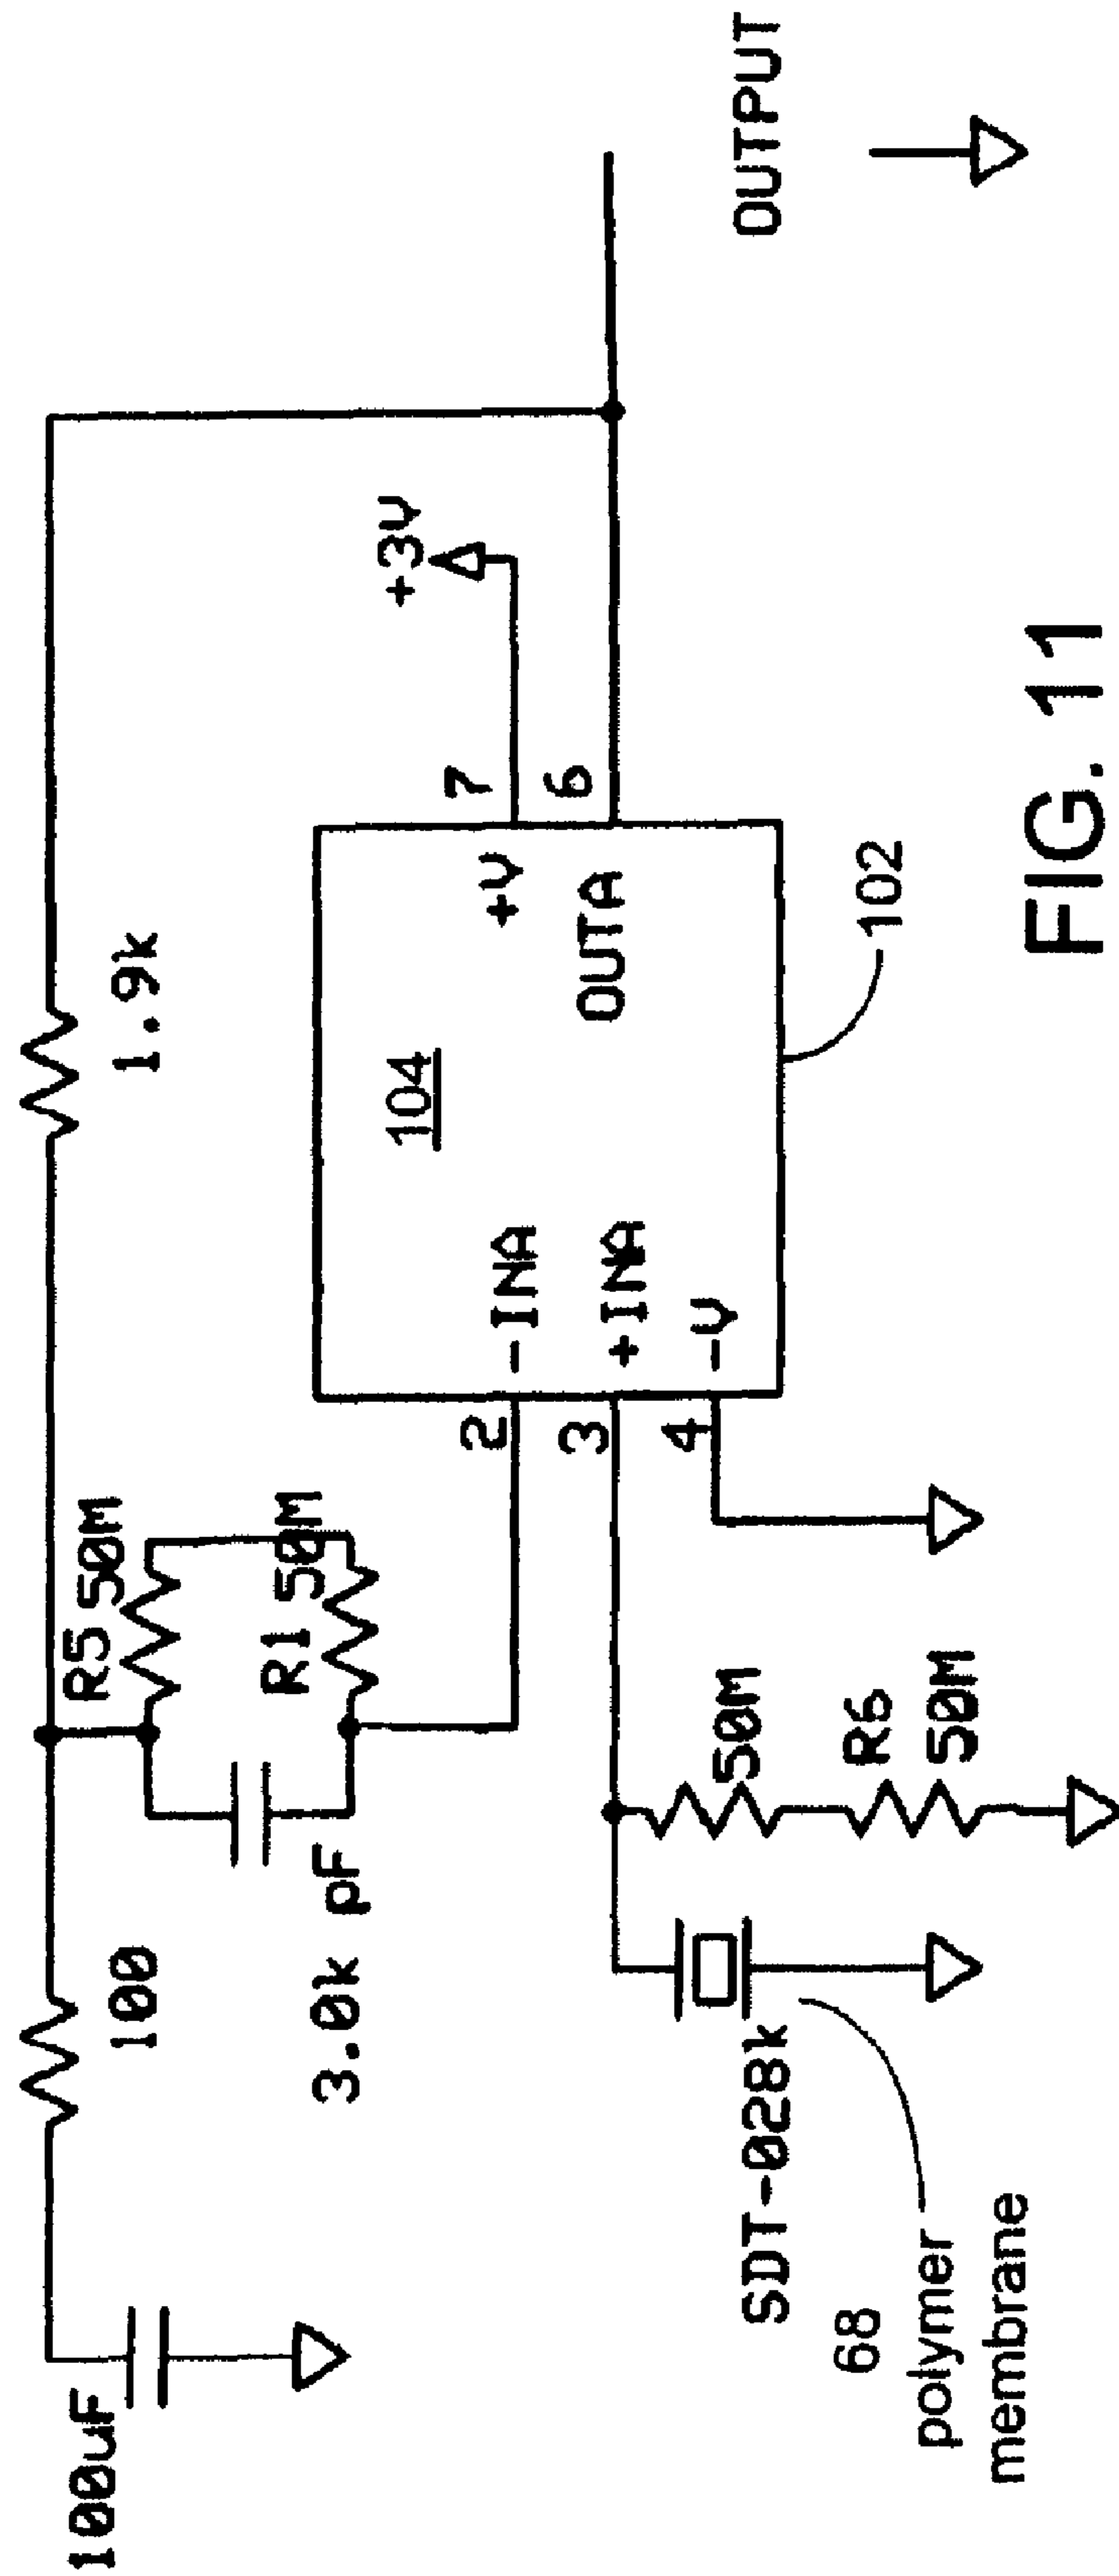 100uF
100
1.9k
R5 50M
R1 50M
3.0k pF
+3V
104
2
-INA
3
+INA
4
-V
+V
7
OUTA
6
102
50M
R6
50M
SDT-028k
68
polymer
membrane
OUTPUT
FIG. 11